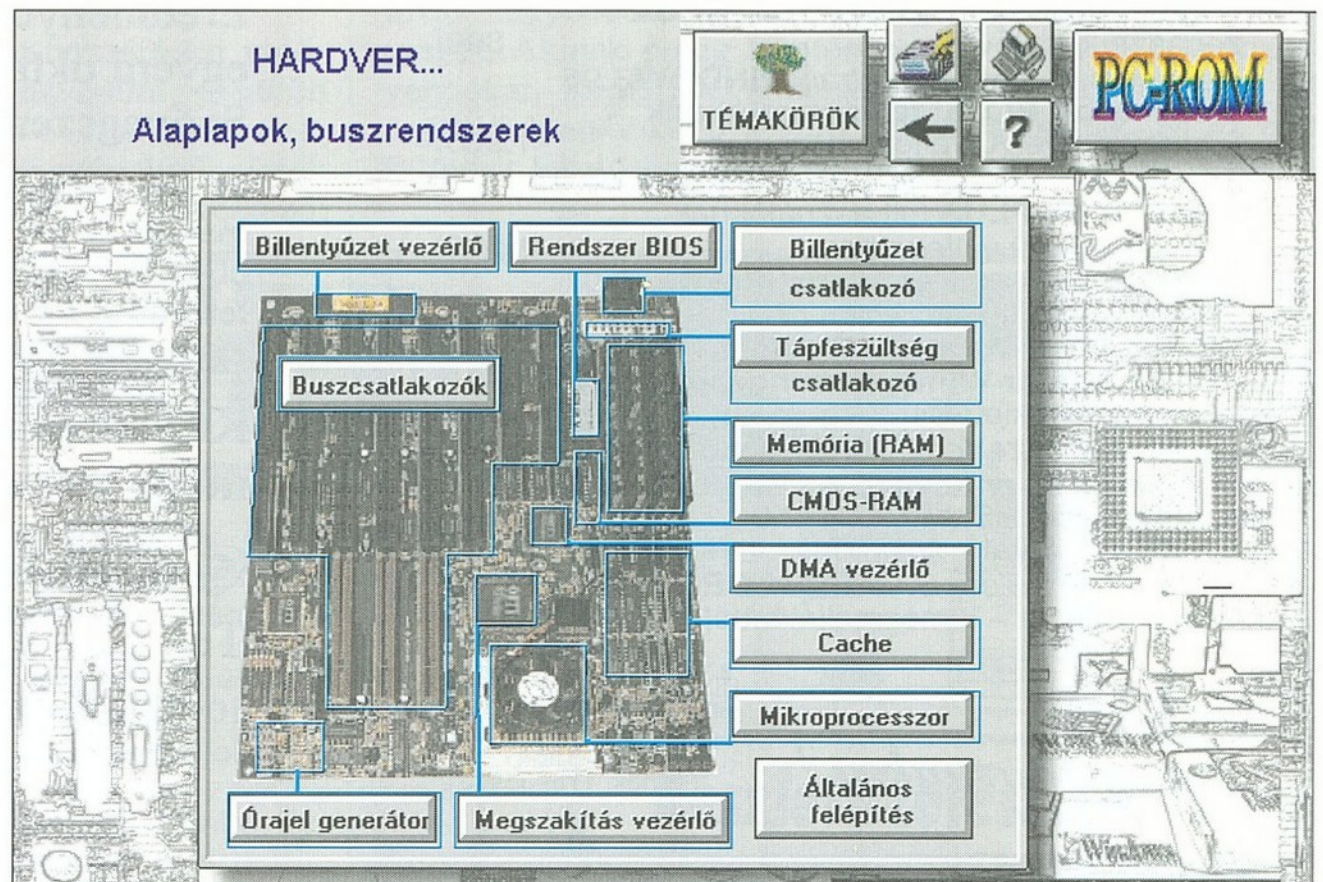 HARDVER...
Alaplapok, buszrendszerek
TÉMAKÖRÖK
?
PC-ROM
Billentyűzet vezérlő
Rendszer BIOS
Billentyűzet
csatlakozó
Tápfeszültség
csatlakozó
Buszcsatlakozók
Memória (RAM)
CMOS-RAM
DMA vezérlő
Cache
Mikroprocesszor
Általános
felépítés
Órajel generátor
Megszakítás vezérlő
Windows